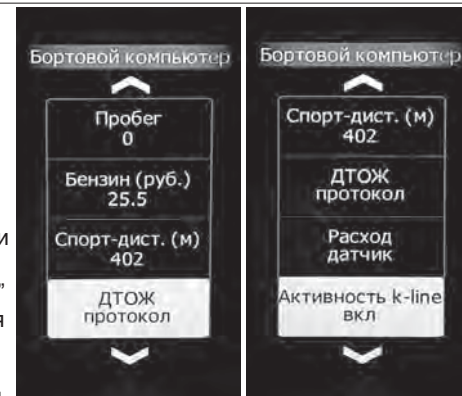 Бортовой компьютер
Пробег
0
Бензин (руб.)
25.5
Спорт-дист. (м)
402
ДТОЖ
протокол
Бортовой компьютер
Спорт-дист. (м)
402
ДТОЖ
протокол
Расход
датчик
Активность k-line
вкл
и
”
я